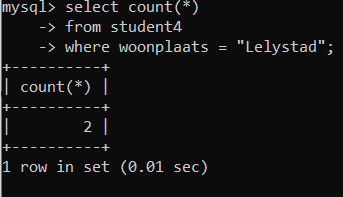 mysql> select count(*)
    -> from student4
    -> where woonplaats = "Lelystad";
+----------+
| count(*) |
+----------+
|        2 |
+----------+
1 row in set (0.01 sec)